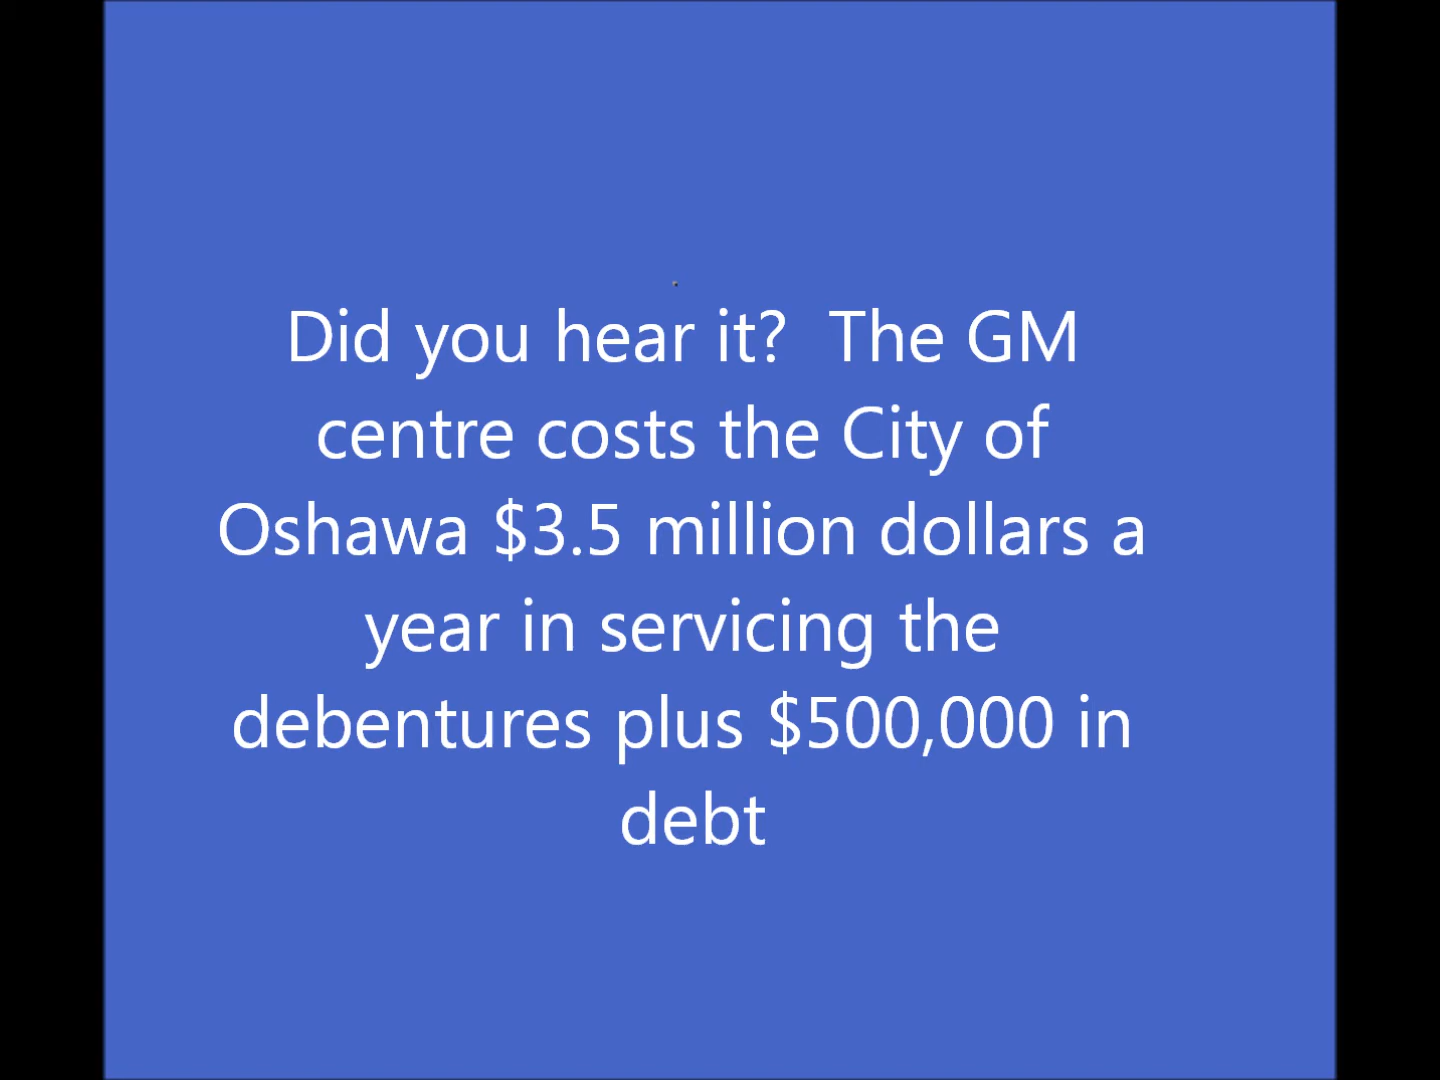 Did you hear it?  The GM
centre costs the City of
Oshawa $3.5 million dollars a
year in servicing the
debentures plus $500,000 in
debt